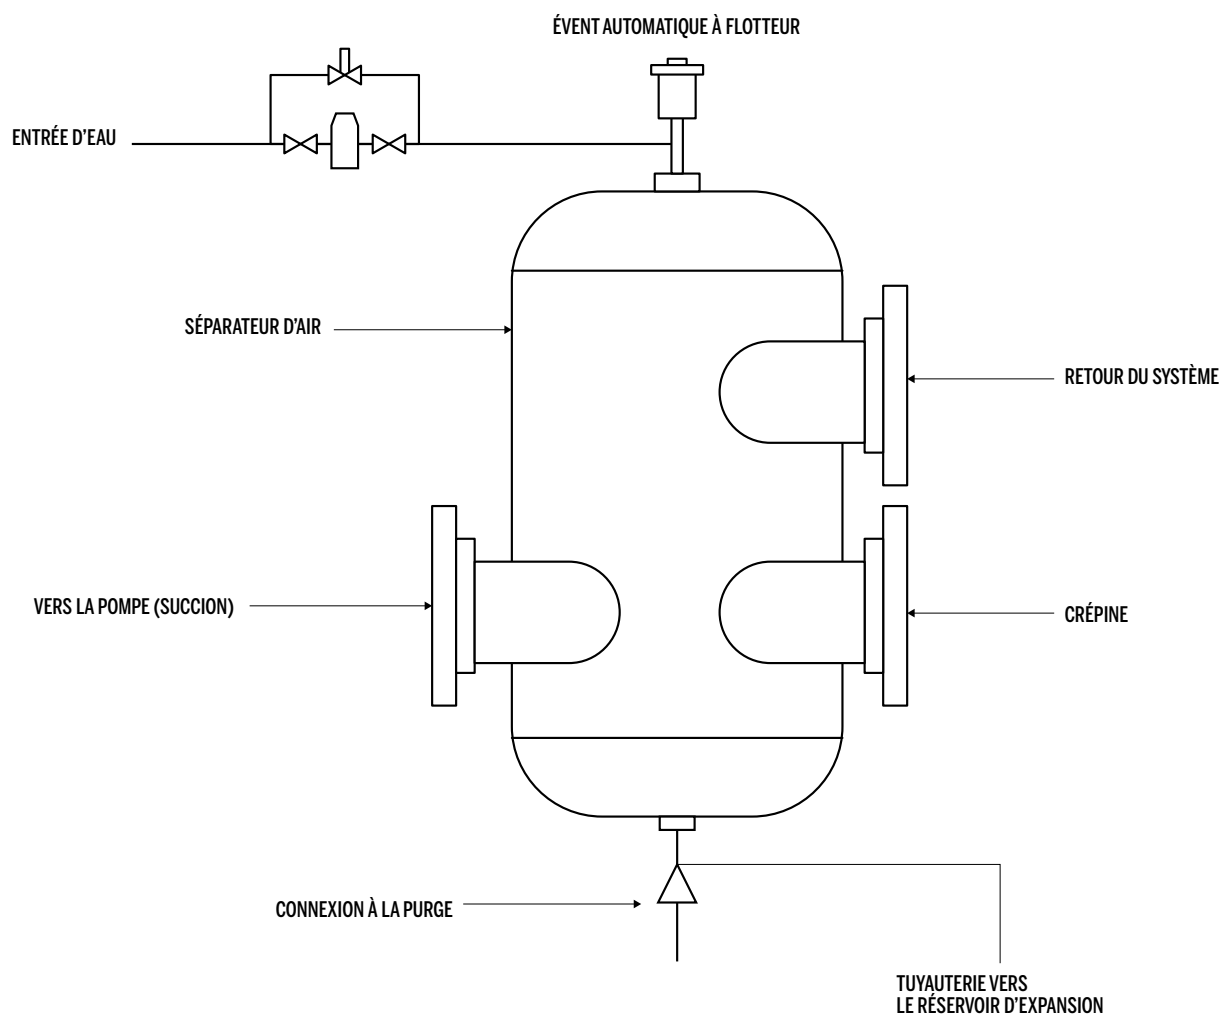 ÉVENT AUTOMATIQUE À FLOTTEUR
ENTRÉE D'EAU
SÉPARATEUR D'AIR
RETOUR DU SYSTÈME
VERS LA POMPE (SUCCION)
CRÉPINE
CONNEXION À LA PURGE
TUYAUTERIE VERS
LE RÉSERVOIR D'EXPANSION